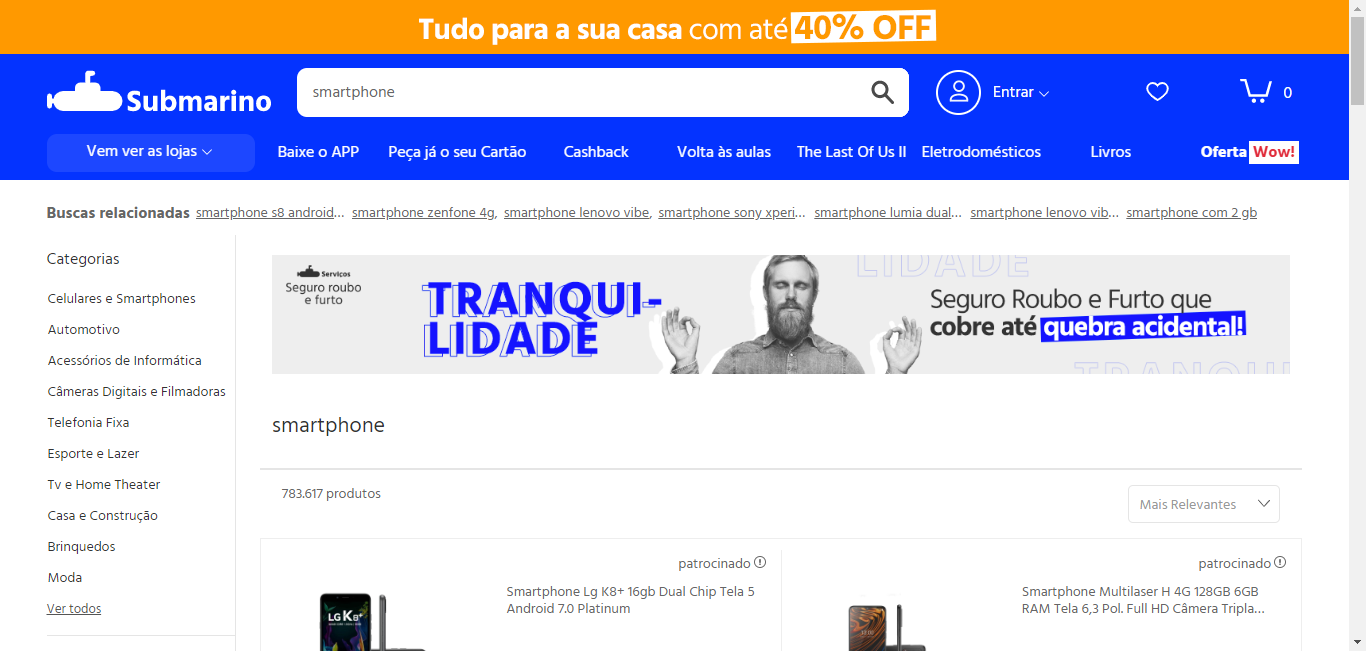 Tudo para a sua casa com até 40% OFF
Submarino
smartphone
Entrar
0
Vem ver as lojas
Baixe o APP
Peça já o seu Cartão
Cashback
Volta às aulas
The Last Of Us II
Eletrodomésticos
Livros
Oferta Wow!
Buscas relacionadas smartphone s8 android... smartphone zenfone 4g, smartphone lenovo vibe, smartphone sony xperi... smartphone lumia dual... smartphone lenovo vib... smartphone com 2 gb
Categorias
Celulares e Smartphones
Automotivo
Acessórios de Informática
Câmeras Digitais e Filmadoras
Telefonia Fixa
Esporte e Lazer
Tv e Home Theater
Casa e Construção
Brinquedos
Moda
Ver todos
Serviços
Seguro roubo
e furto
TRANQUI-
LIDADE
LIDADE
Seguro Roubo e Furto que
cobre até quebra acidental!
TRANQUI
smartphone
783.617 produtos
Mais Relevantes
patrocinado
Smartphone Lg K8+ 16gb Dual Chip Tela 5
Android 7.0 Platinum
LG K8+
patrocinado
Smartphone Multilaser H 4G 128GB 6GB
RAM Tela 6,3 Pol. Full HD Câmera Tripla...